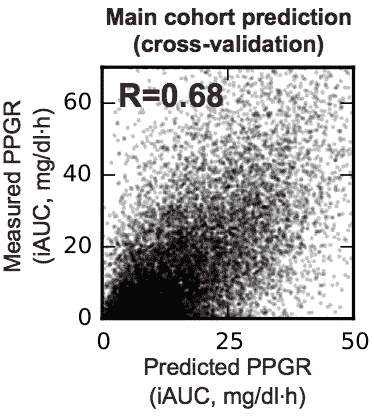 Main cohort prediction
(cross-validation)
R=0.68
Measured PPGR
(iAUC, mg/dl·h)
60
40
20
0
0 25 50
Predicted PPGR
(iAUC, mg/dl·h)